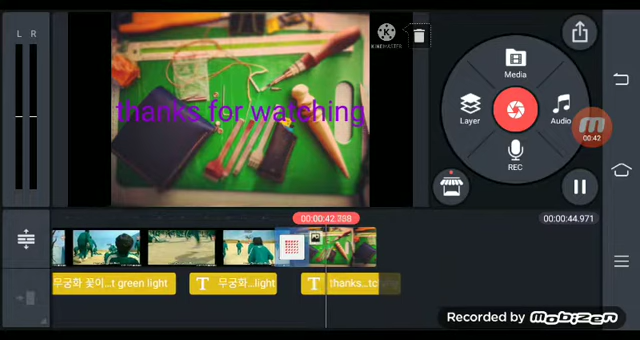 L R
KINEMASTER
thanks for watching
Media
Layer
Audio
REC
00:42
00:00:42.388
00:00:44.971
무궁화 꽃이...t green light
T 무궁화...light
T thanks...tc
Recorded by Mobizen